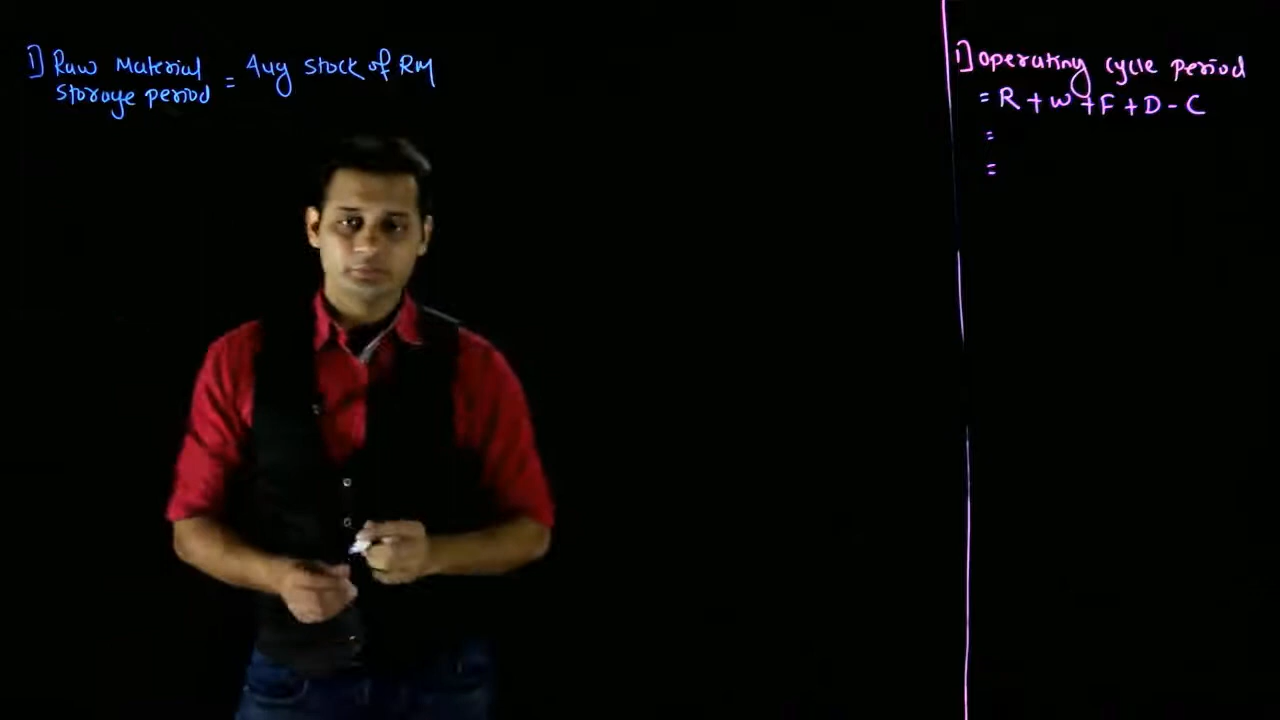 1] Raw Material
storage period = Avg stock of RM
1] operating cycle period
= R + W + F + D - C
=
=